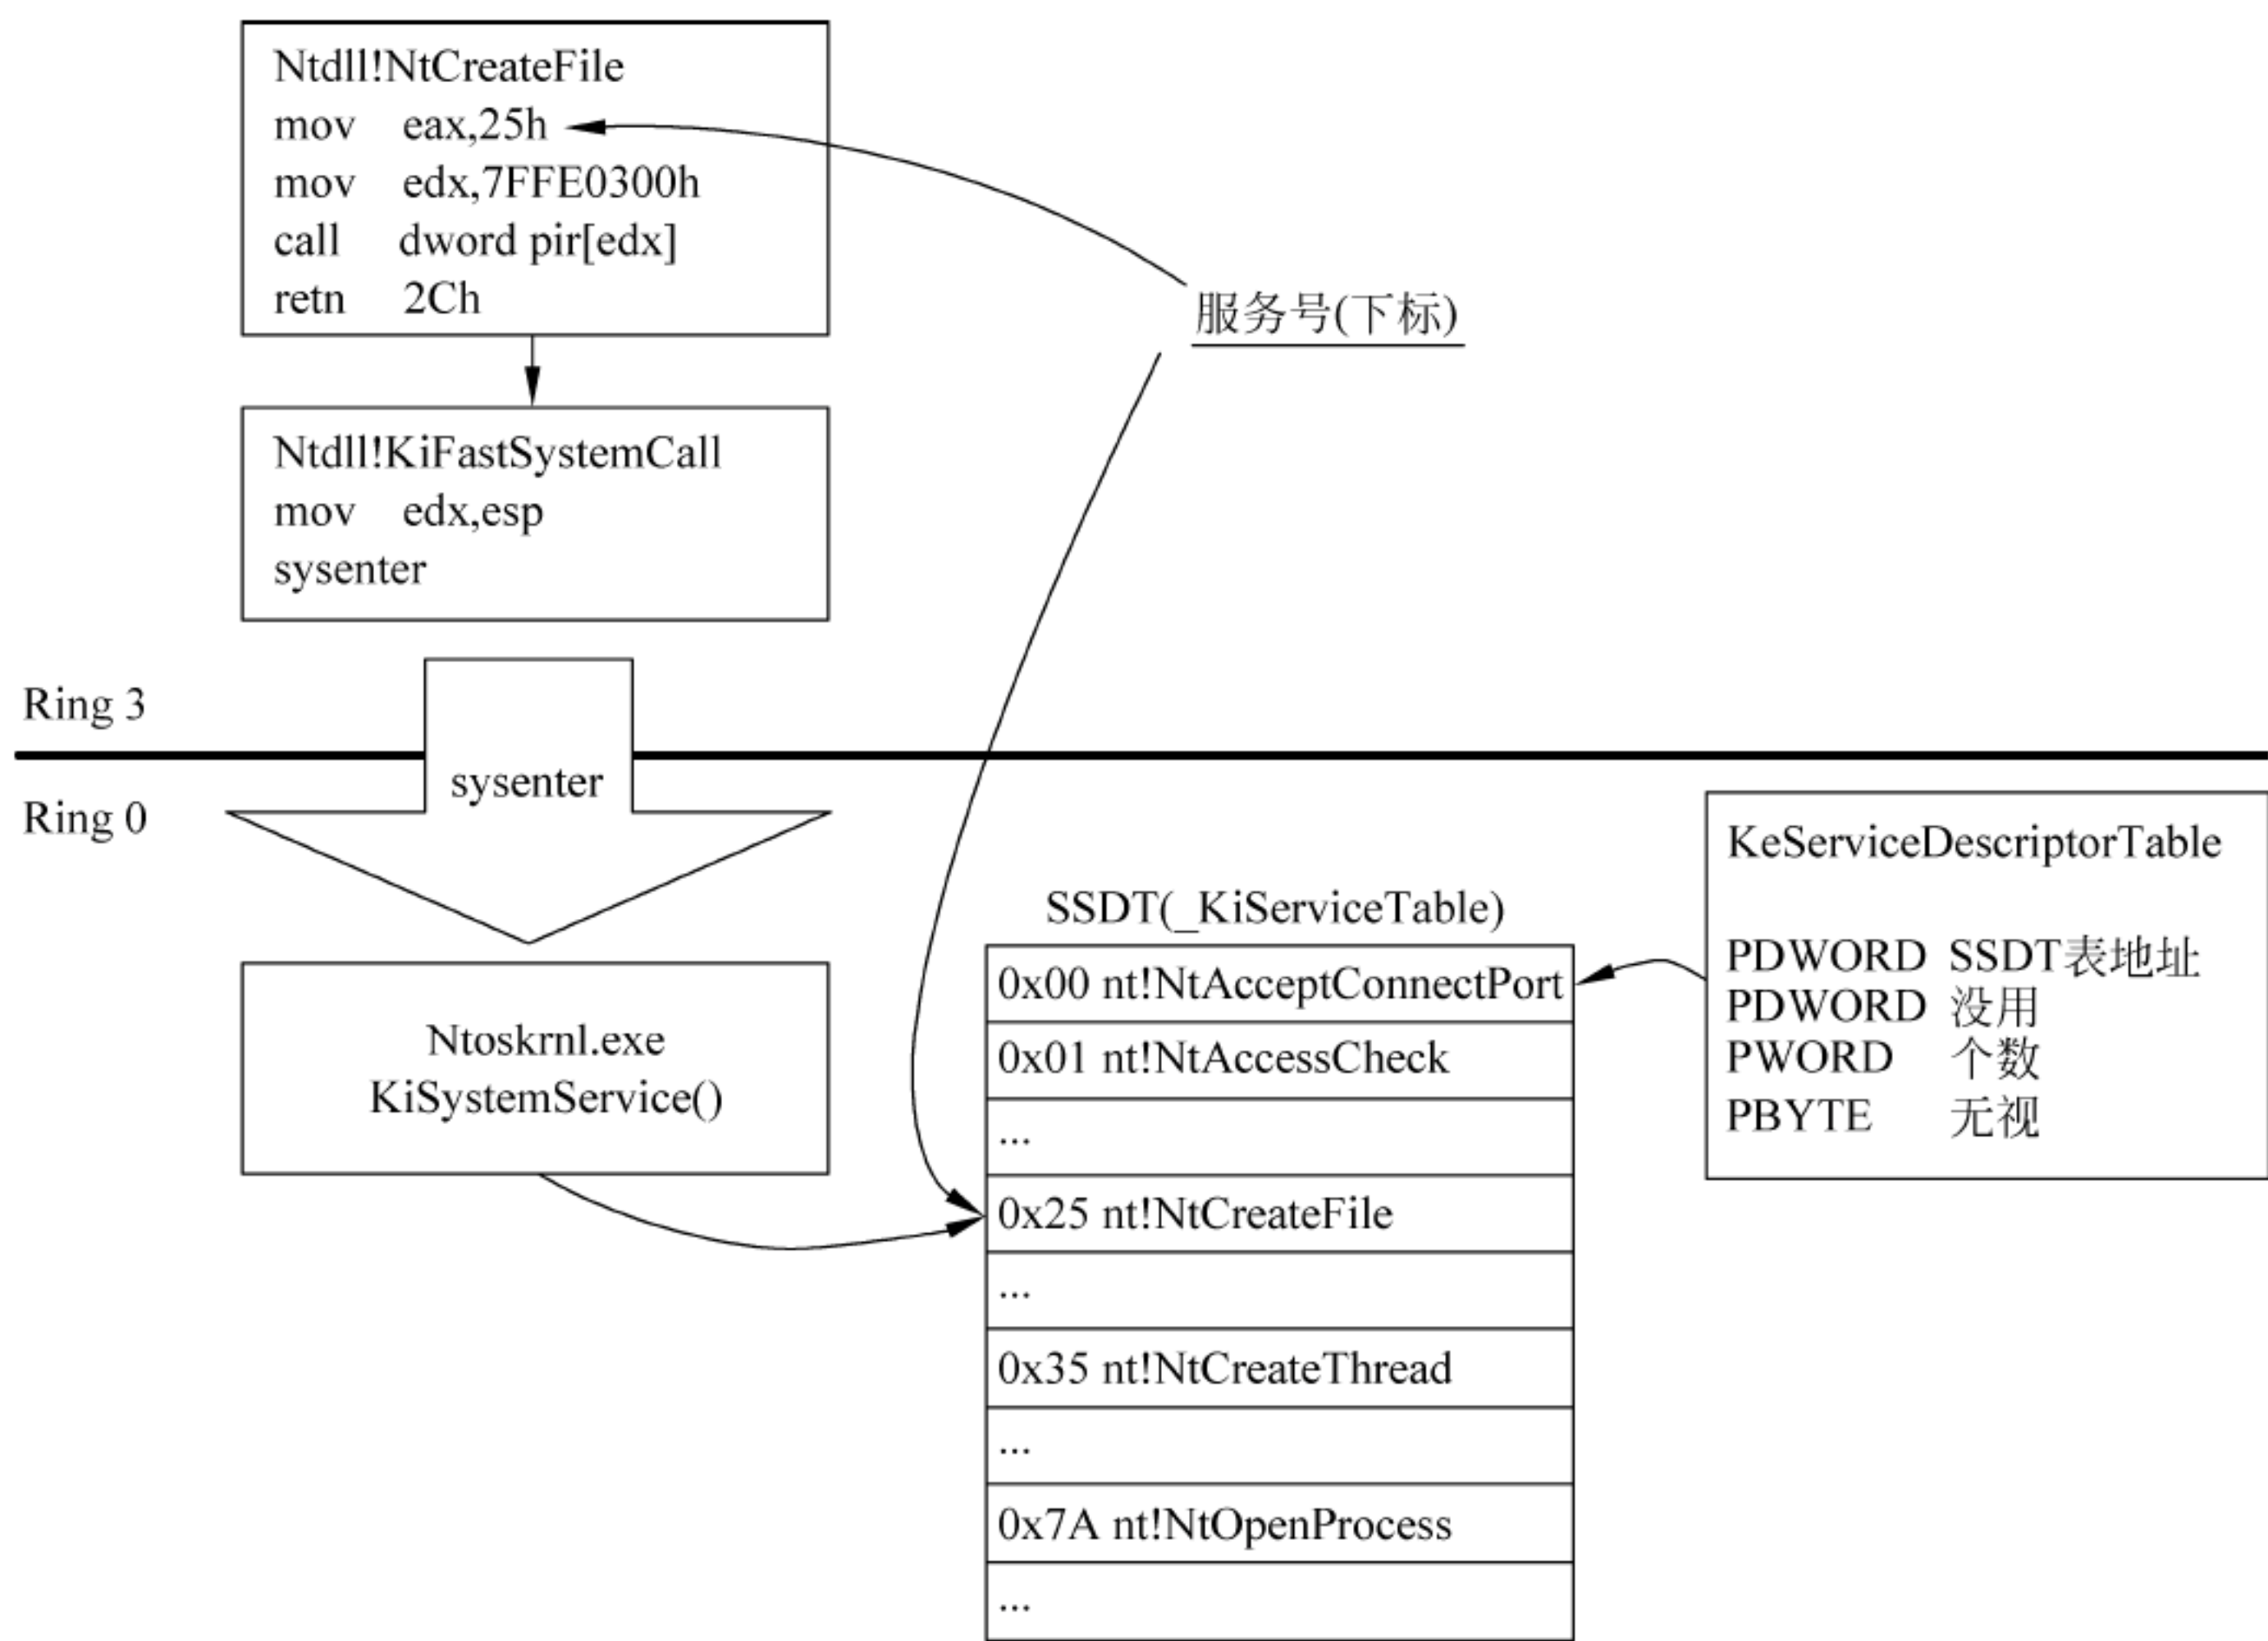 Ntdll!NtCreateFile
mov eax,25h
mov edx,7FFE0300h
call dword pir[edx]
retn 2Ch
服务号(下标)
Ntdll!KiFastSystemCall
mov edx,esp
sysenter
Ring 3
sysenter
Ring 0
Ntoskrnl.exe
KiSystemService()
SSDT(_KiServiceTable)
0x00 nt!NtAcceptConnectPort
0x01 nt!NtAccessCheck
...
0x25 nt!NtCreateFile
...
0x35 nt!NtCreateThread
...
0x7A nt!NtOpenProcess
...
KeServiceDescriptorTable
PDWORD SSDT表地址
PDWORD 没用
PWORD 个数
PBYTE 无视